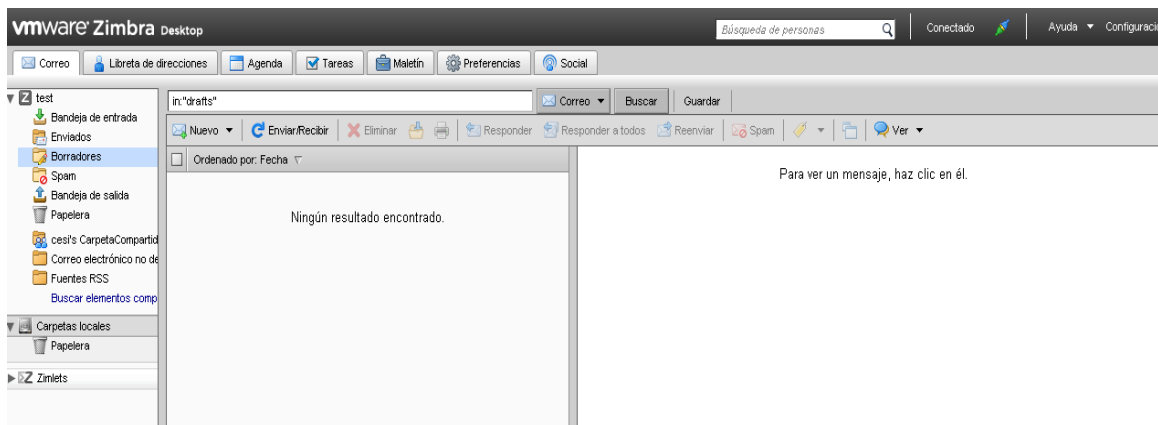 vmware Zimbra Desktop
Búsqueda de personas
Conectado
Ayuda
Configuraci
Correo
Libreta de direcciones
Agenda
Tareas
Maletín
Preferencias
Social
test
Bandeja de entrada
Enviados
Borradores
Spam
Bandeja de salida
Papelera
cesi's CarpetaCompartid
Correo electrónico no de
Fuentes RSS
Buscar elementos comp
Carpetas locales
Papelera
Zimlets
in:"drafts"
Correo
Buscar
Guardar
Nuevo
Enviar/Recibir
Eliminar
Responder
Responder a todos
Reenviar
Spam
Ver
Ordenado por: Fecha
Ningún resultado encontrado.
Para ver un mensaje, haz clic en él.